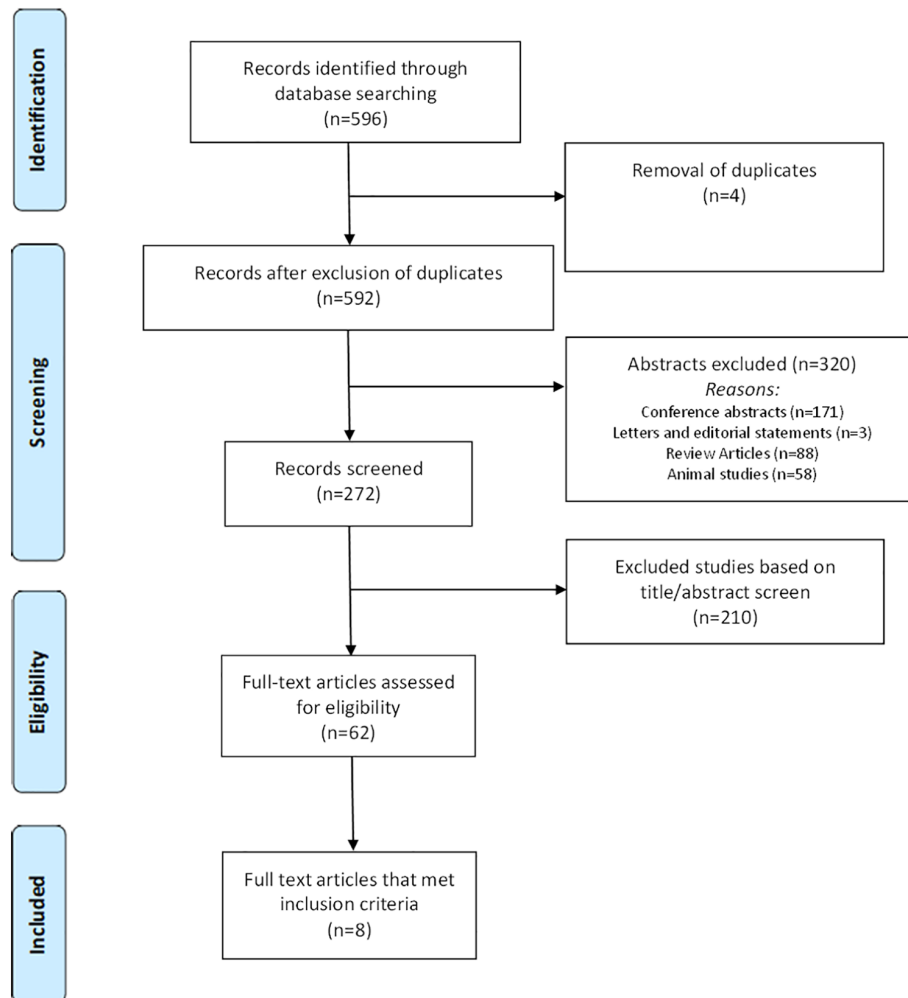 Identification
Records identified through
database searching
(n=596)
Removal of duplicates
(n=4)
Screening
Records after exclusion of duplicates
(n=592)
Abstracts excluded (n=320)
Reasons:
Conference abstracts (n=171)
Letters and editorial statements (n=3)
Review Articles (n=88)
Animal studies (n=58)
Records screened
(n=272)
Excluded studies based on
title/abstract screen
(n=210)
Eligibility
Full-text articles assessed
for eligibility
(n=62)
Included
Full text articles that met
inclusion criteria
(n=8)